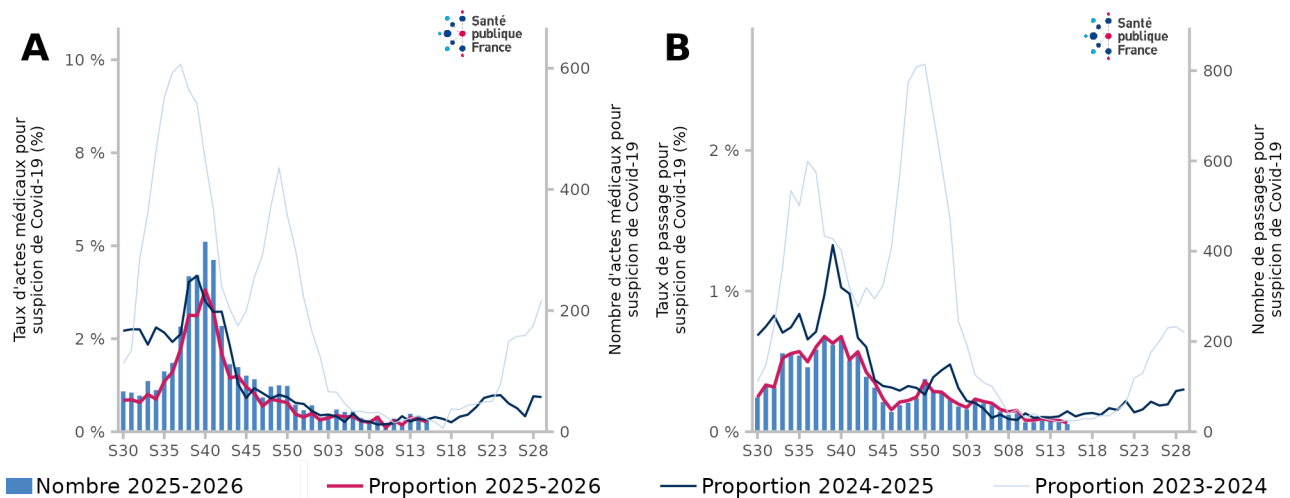 A
Santé
publique
France
Taux d'actes médicaux pour
suspicion de Covid-19 (%)
10 %
8 %
5 %
2 %
0 %
600
400
200
0
Nombre d'actes médicaux pour
suspicion de Covid-19
S30 S35 S40 S45 S50 S03 S08 S13 S18 S23 S28
B
Santé
publique
France
Taux de passage pour
suspicion de Covid-19 (%)
2 %
1 %
0 %
800
600
400
200
0
Nombre de passages pour
suspicion de Covid-19
S30 S35 S40 S45 S50 S03 S08 S13 S18 S23 S28
Nombre 2025-2026 Proportion 2025-2026 Proportion 2024-2025 Proportion 2023-2024